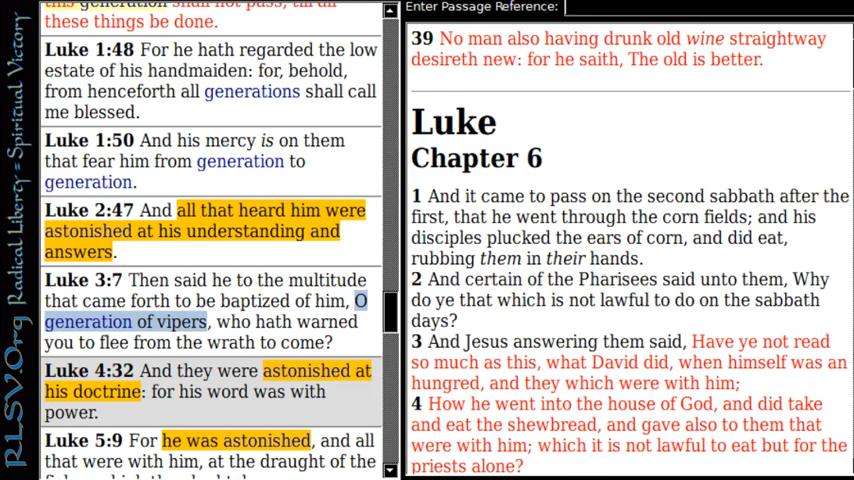 RLSV.Org Radical Liberty = Spiritual Victory
this generation shall not pass, till all
these things be done.
Luke 1:48 For he hath regarded the low
estate of his handmaiden: for, behold,
from henceforth all generations shall call
me blessed.
Luke 1:50 And his mercy is on them
that fear him from generation to
generation.
Luke 2:47 And all that heard him were
astonished at his understanding and
answers.
Luke 3:7 Then said he to the multitude
that came forth to be baptized of him, O
generation of vipers, who hath warned
you to flee from the wrath to come?
Luke 4:32 And they were astonished at
his doctrine: for his word was with
power.
Luke 5:9 For he was astonished, and all
that were with him, at the draught of the
Enter Passage Reference:
39 No man also having drunk old wine straightway
desireth new: for he saith, The old is better.
Luke
Chapter 6
1 And it came to pass on the second sabbath after the
first, that he went through the corn fields; and his
disciples plucked the ears of corn, and did eat,
rubbing them in their hands.
2 And certain of the Pharisees said unto them, Why
do ye that which is not lawful to do on the sabbath
days?
3 And Jesus answering them said, Have ye not read
so much as this, what David did, when himself was an
hungred, and they which were with him;
4 How he went into the house of God, and did take
and eat the shewbread, and gave also to them that
were with him; which it is not lawful to eat but for the
priests alone?